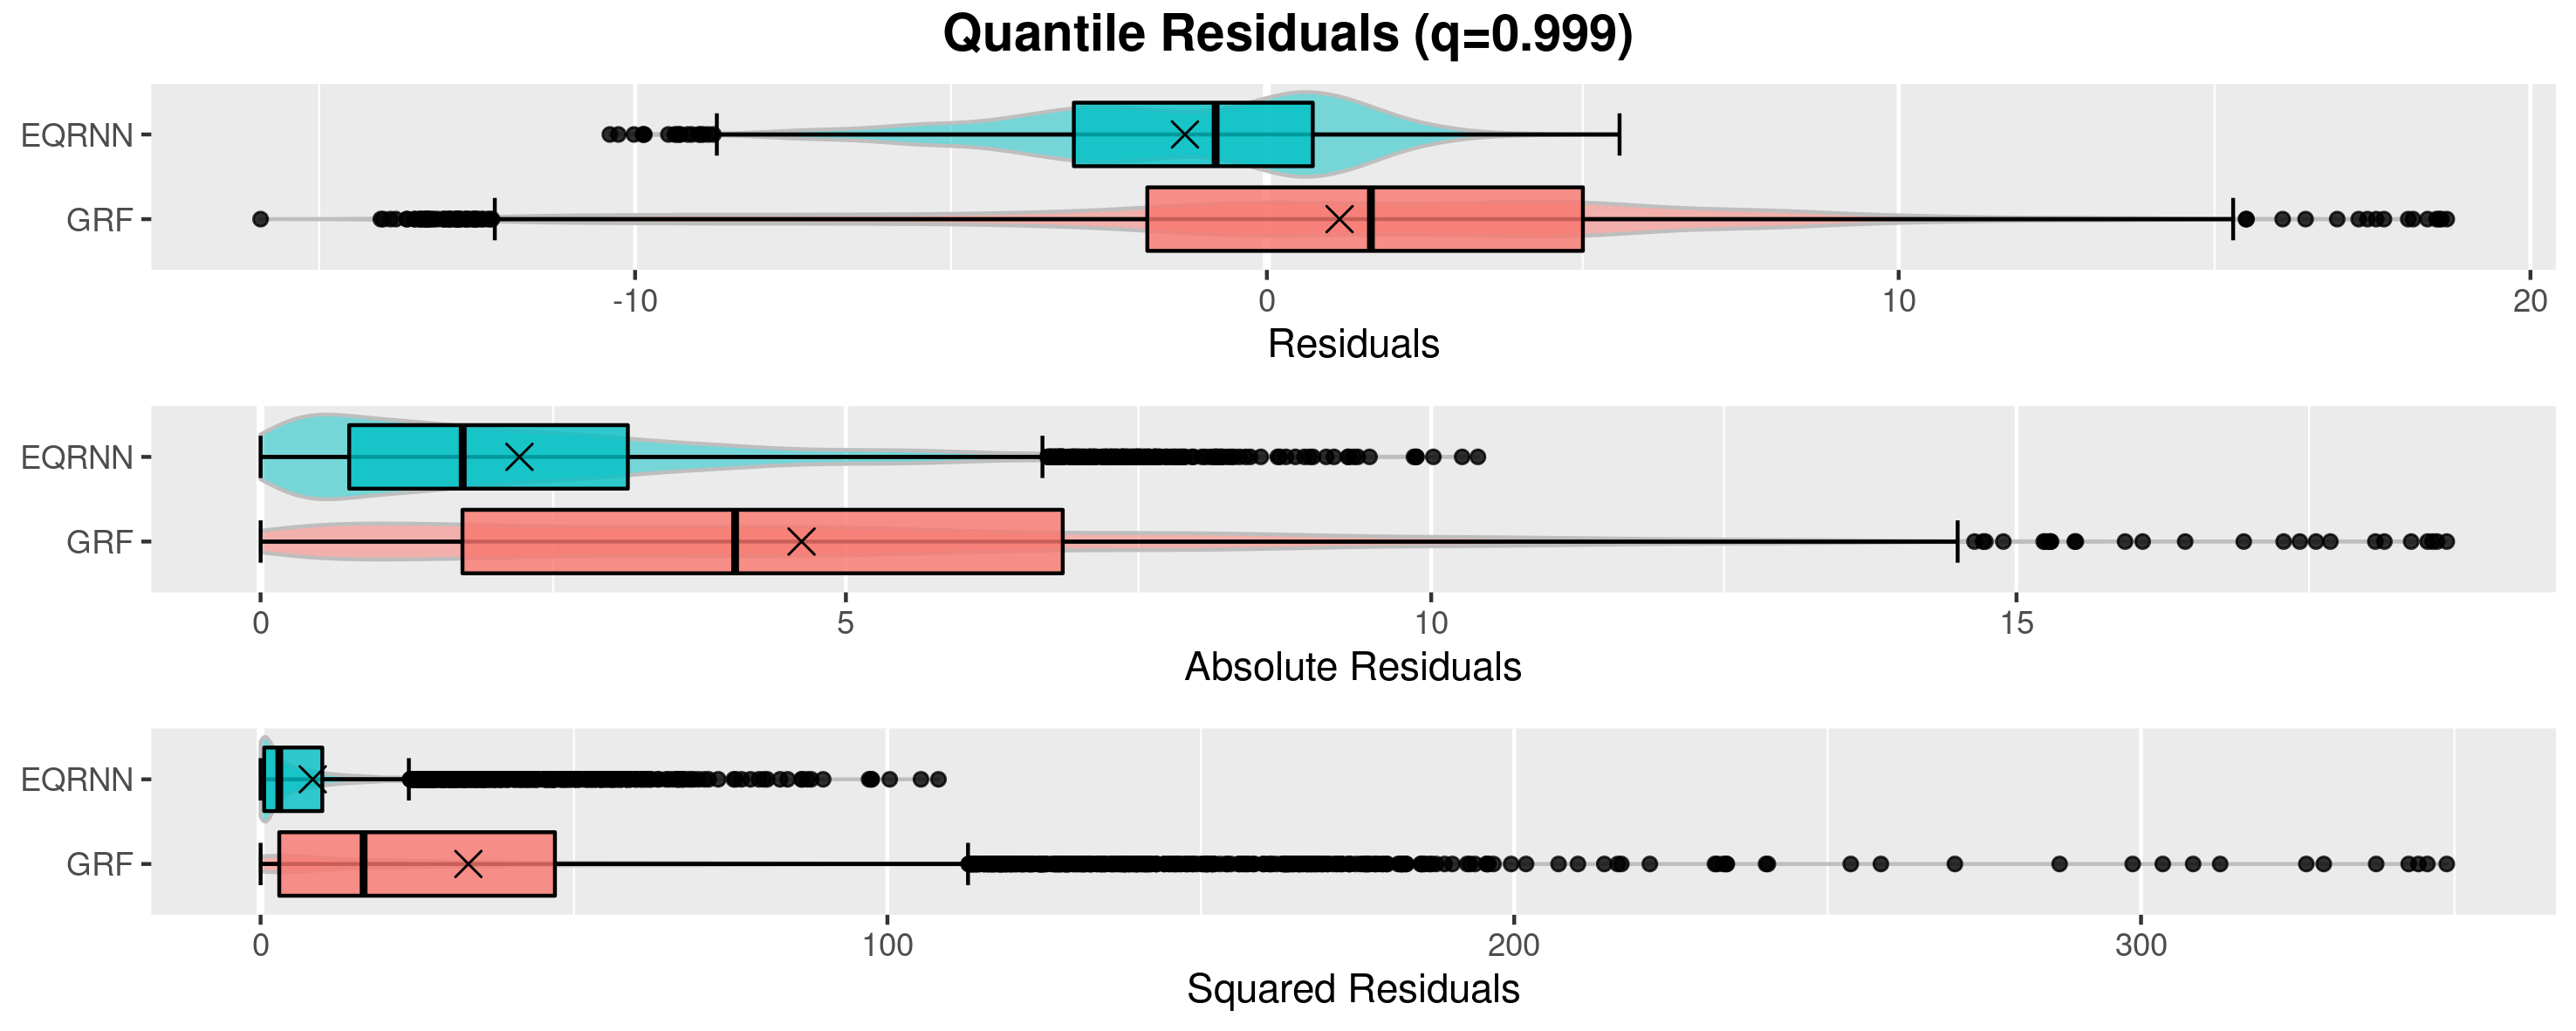 Quantile Residuals (q=0.999)
EQRNN
GRF
-10 0 10 20
Residuals
EQRNN
GRF
0 5 10 15
Absolute Residuals
EQRNN
GRF
0 100 200 300
Squared Residuals